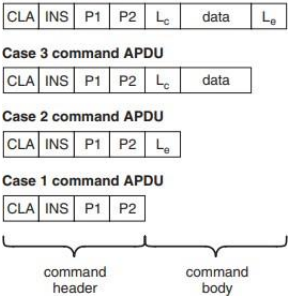 CLA INS P1 P2 Lc data Le
Case 3 command APDU
CLA INS P1 P2 Lc data
Case 2 command APDU
CLA INS P1 P2 Le
Case 1 command APDU
CLA INS P1 P2
command header command body